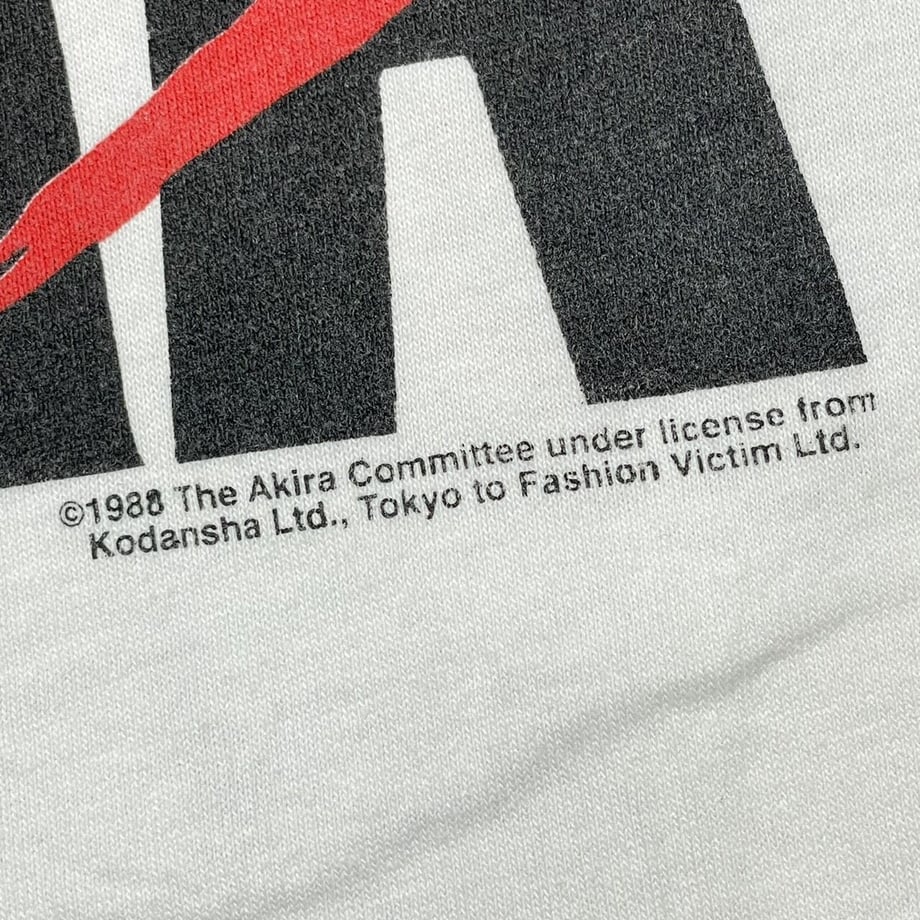 ©1988 The Akira Committee under license from
Kodansha Ltd., Tokyo to Fashion Victim Ltd.